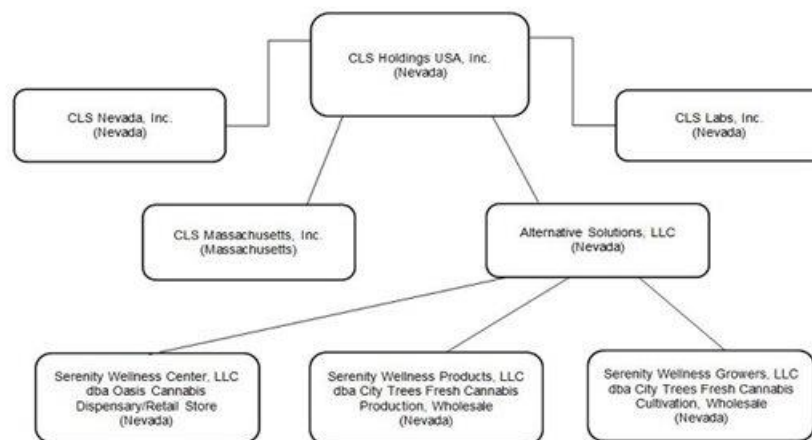 CLS Holdings USA, Inc.
(Nevada)
CLS Nevada, Inc.
(Nevada)
CLS Labs, Inc.
(Nevada)
CLS Massachusetts, Inc.
(Massachusetts)
Alternative Solutions, LLC
(Nevada)
Serenity Wellness Center, LLC
dba Oasis Cannabis
Dispensary/Retail Store
(Nevada)
Serenity Wellness Products, LLC
dba City Trees Fresh Cannabis
Production, Wholesale
(Nevada)
Serenity Wellness Growers, LLC
dba City Trees Fresh Cannabis
Cultivation, Wholesale
(Nevada)